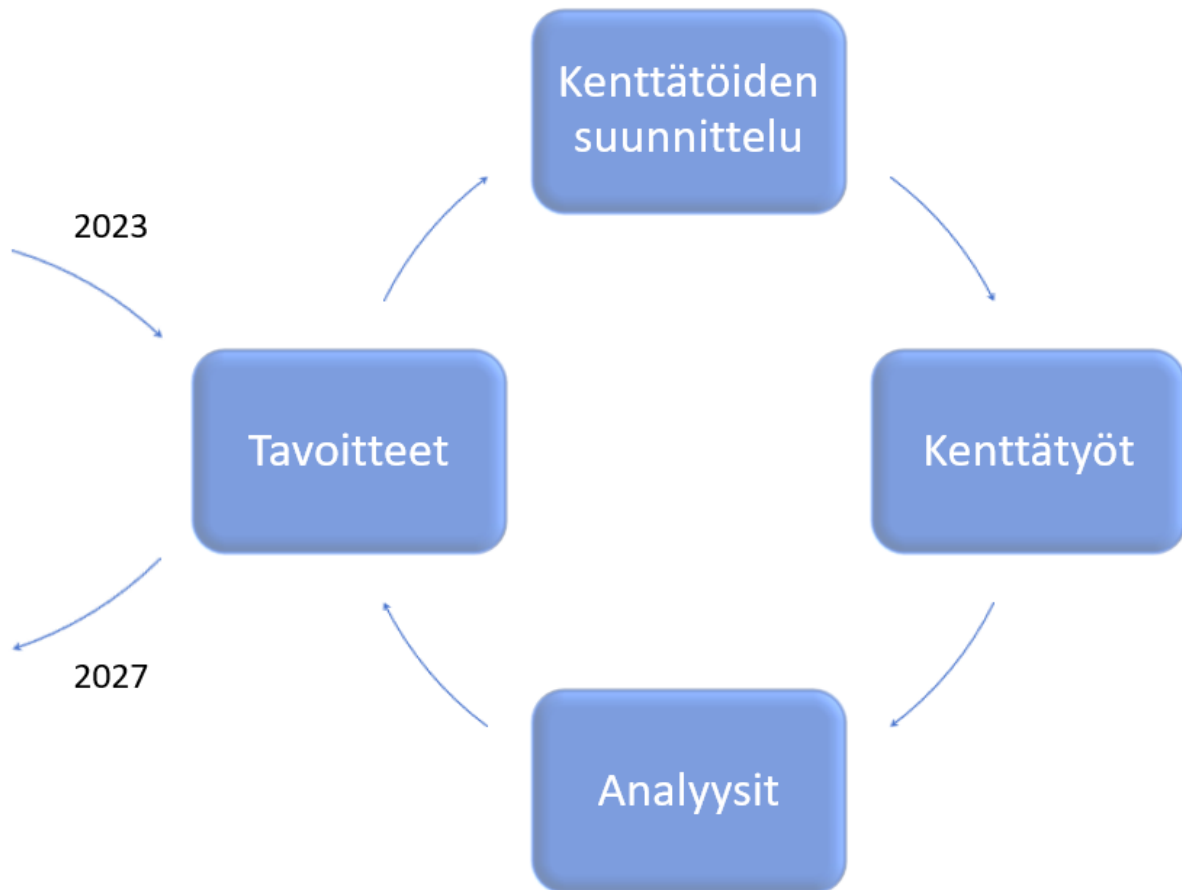 Kenttätöiden
suunnittelu
2023
Tavoitteet
Kenttätyöt
2027
Analyysit